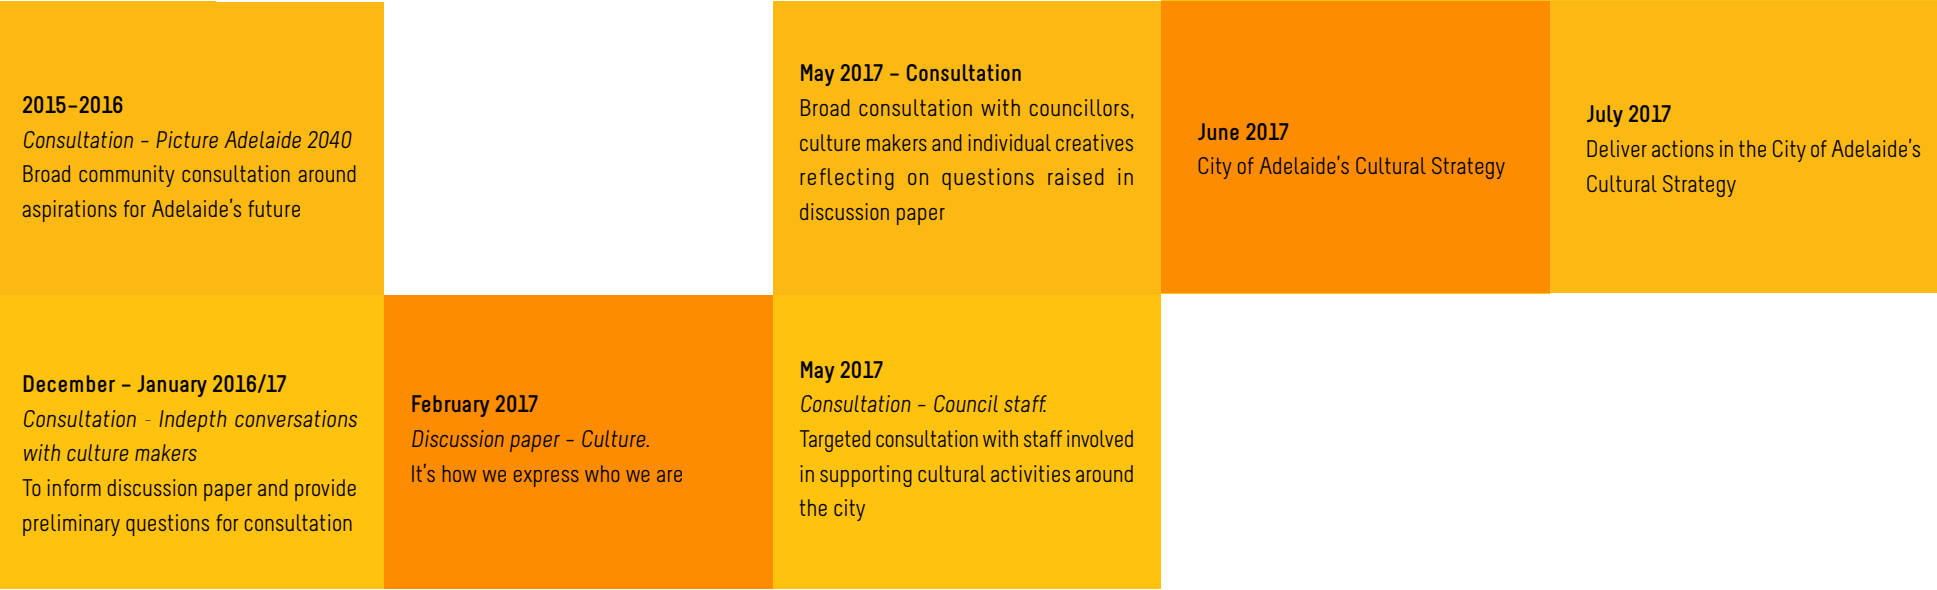 2015–2016
Consultation – Picture Adelaide 2040
Broad community consultation around
aspirations for Adelaide's future
December – January 2016/17
Consultation - Indepth conversations
with culture makers
To inform discussion paper and provide
preliminary questions for consultation
February 2017
Discussion paper – Culture.
It's how we express who we are
May 2017 – Consultation
Broad consultation with councillors,
culture makers and individual creatives
reflecting on questions raised in
discussion paper
May 2017
Consultation – Council staff.
Targeted consultation with staff involved
in supporting cultural activities around
the city
June 2017
City of Adelaide's Cultural Strategy
July 2017
Deliver actions in the City of Adelaide's
Cultural Strategy